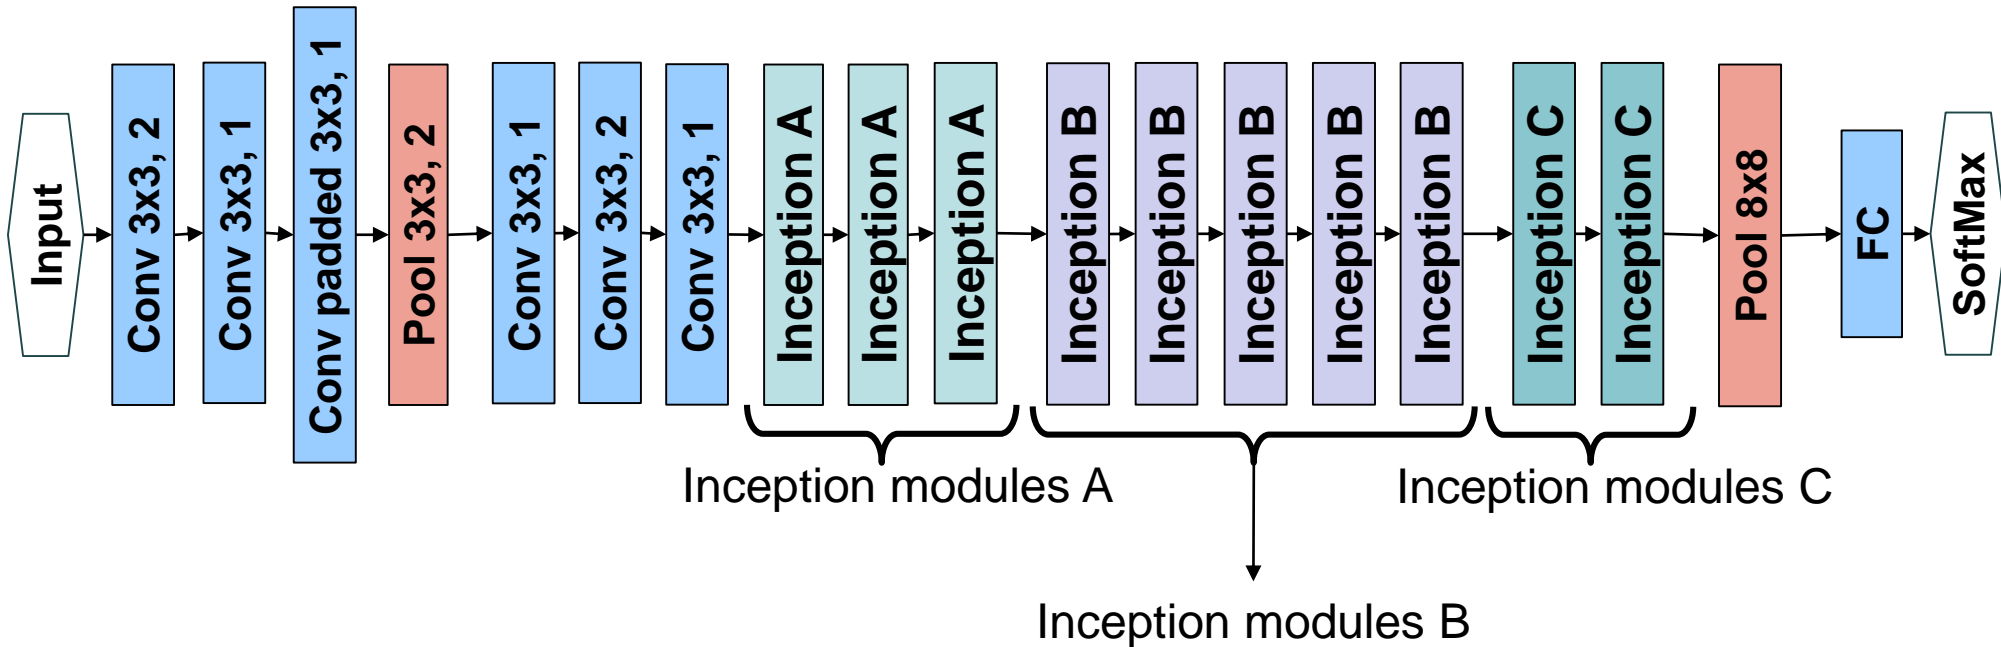 Input
Conv 3x3, 2
Conv 3x3, 1
Conv padded 3x3, 1
Pool 3x3, 2
Conv 3x3, 1
Conv 3x3, 2
Conv 3x3, 1
Inception A
Inception A
Inception A
Inception B
Inception B
Inception B
Inception B
Inception B
Inception C
Inception C
Pool 8x8
FC
SoftMax
Inception modules A
Inception modules C
Inception modules B